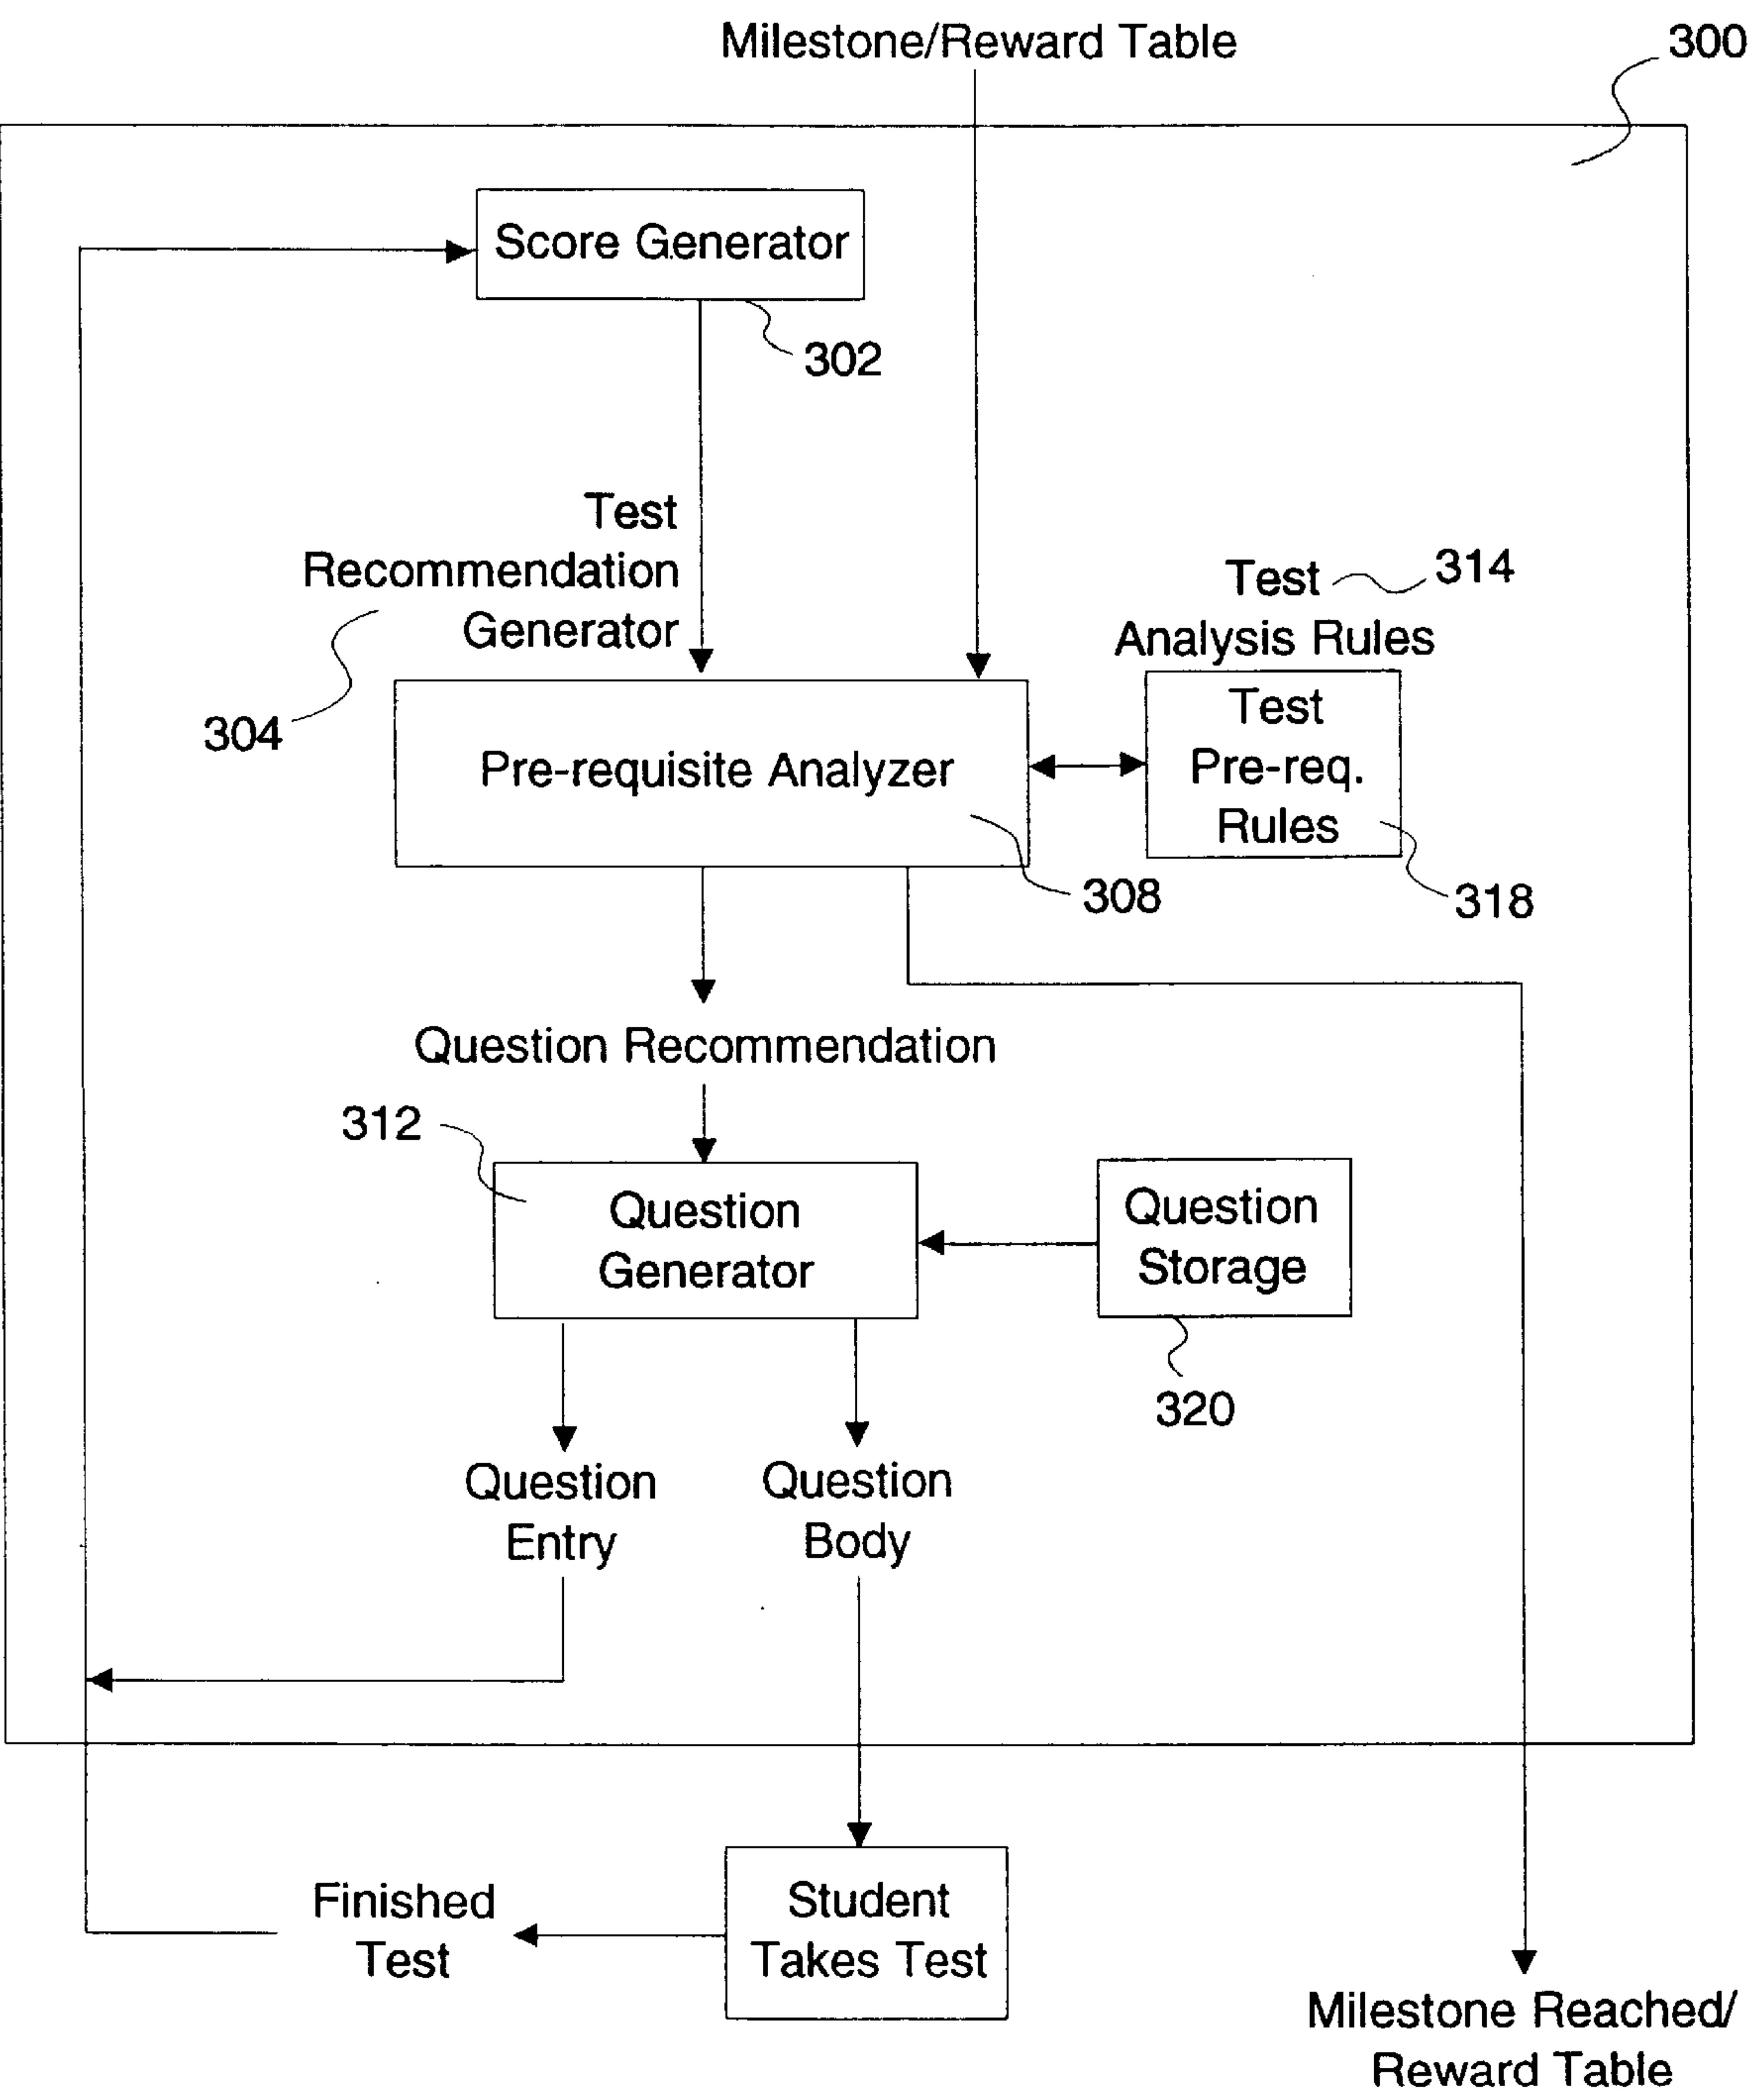 Milestone/Reward Table
300
Score Generator
302
Test
Recommendation
Generator
304
Test
314
Analysis Rules
Test
Pre-req.
Rules
318
Pre-requisite Analyzer
308
Question Recommendation
312
Question
Generator
Question
Storage
320
Question
Entry
Question
Body
Finished
Test
Student
Takes Test
Milestone Reached/
Reward Table